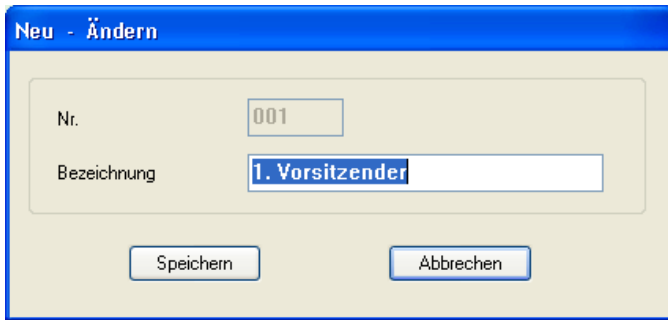 Neu - Ändern
Nr. 001
Bezeichnung 1. Vorsitzender
Speichern Abbrechen